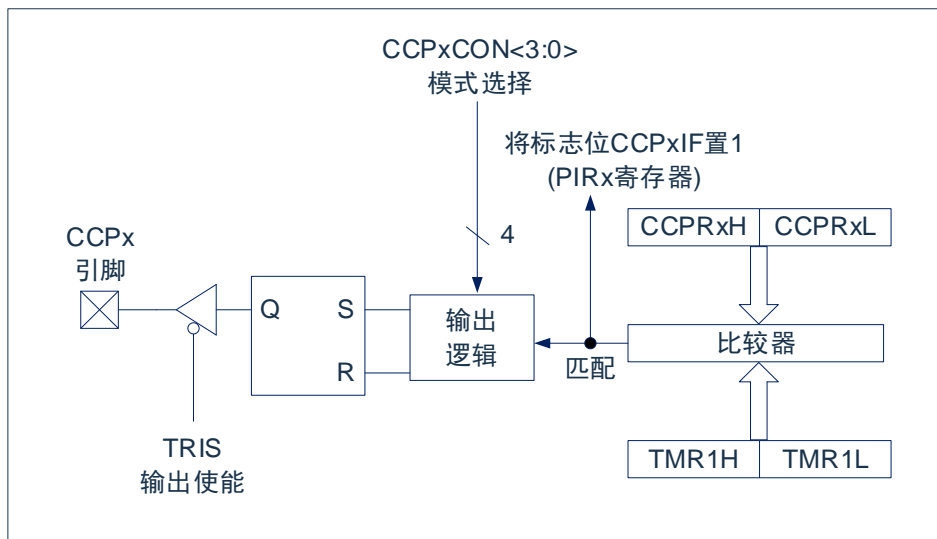 CCPxCON<3:0>
模式选择
将标志位CCPxIF置1
(PIRx寄存器)
CCPRxH CCPRxL
4
CCPx
引脚
Q S
R
输出
逻辑
匹配
比较器
TRIS
输出使能
TMR1H TMR1L